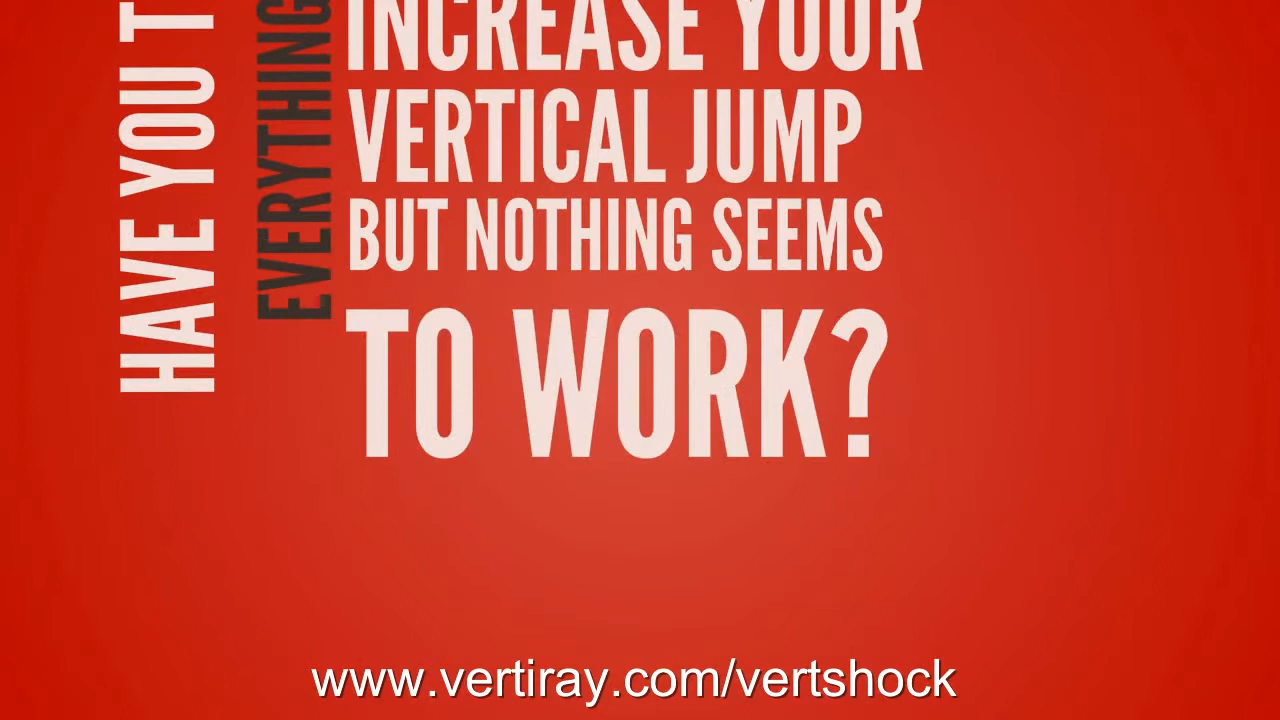 HAVE YOU T
EVERYTHING
INCREASE YOUR
VERTICAL JUMP
BUT NOTHING SEEMS
TO WORK?
www.vertiray.com/vertshock